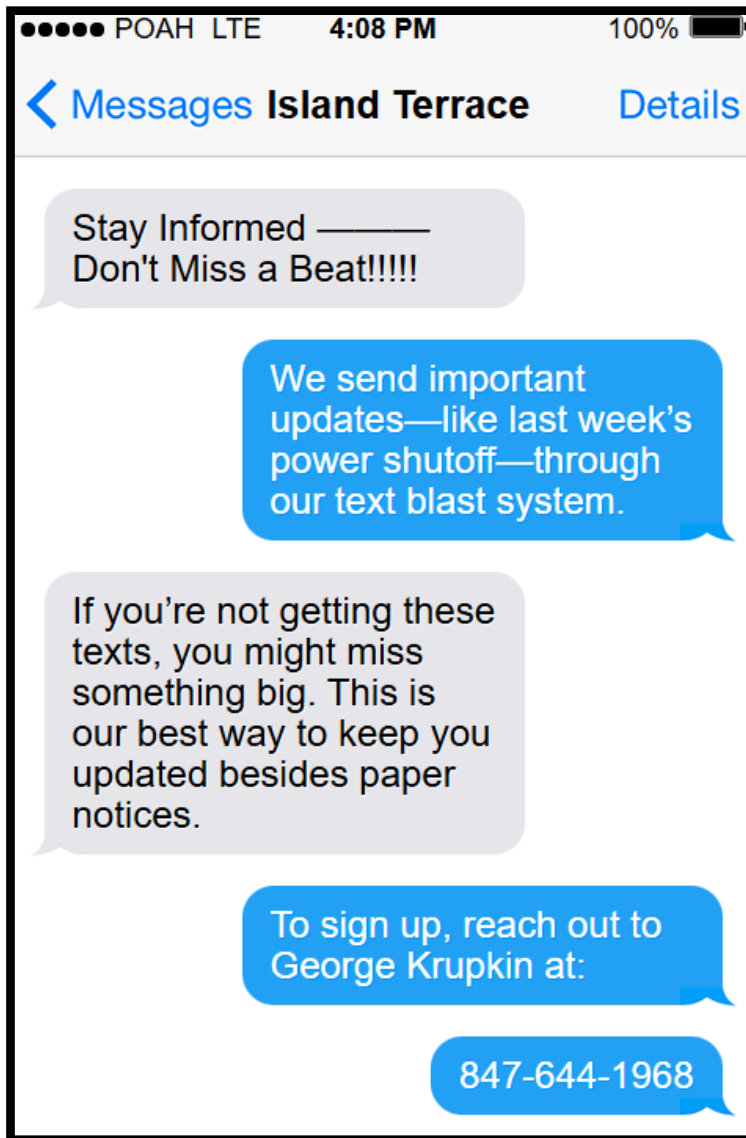 POAH LTE 4:08 PM 100%
Messages Island Terrace Details
Stay Informed ———
Don't Miss a Beat!!!!!
We send important
updates—like last week’s
power shutoff—through
our text blast system.
If you’re not getting these
texts, you might miss
something big. This is
our best way to keep you
updated besides paper
notices.
To sign up, reach out to
George Krupkin at:
847-644-1968